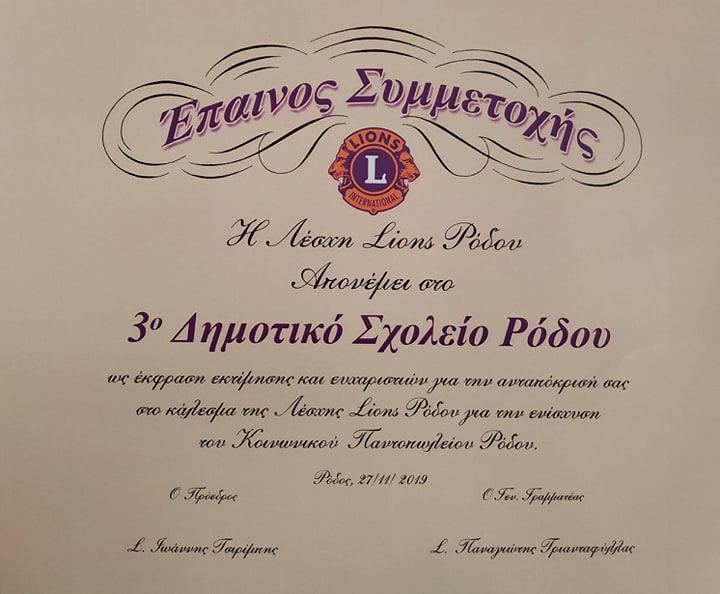 Έπαινος Συμμετοχής
LIONS
L
INTERNATIONAL
Η Λέσχη Lions Ρόδου
Απονέμει στο
3ο Δημοτικό Σχολείο Ρόδου
ως έκφραση εκτίμησης και ευχαριστιών για την ανταπόκρισή σας
στο κάλεσμα της Λέσχης Lions Ρόδου για την ενίσχυση
του Κοινωνικού Παντοπωλείου Ρόδου.
Ρόδος, 27/11/ 2019
Ο Πρόεδρος Ο Γεν. Γραμματέας
L. Ιωάννης Τσιρίμπης L. Παναγιώτης Τριανταφύλλας